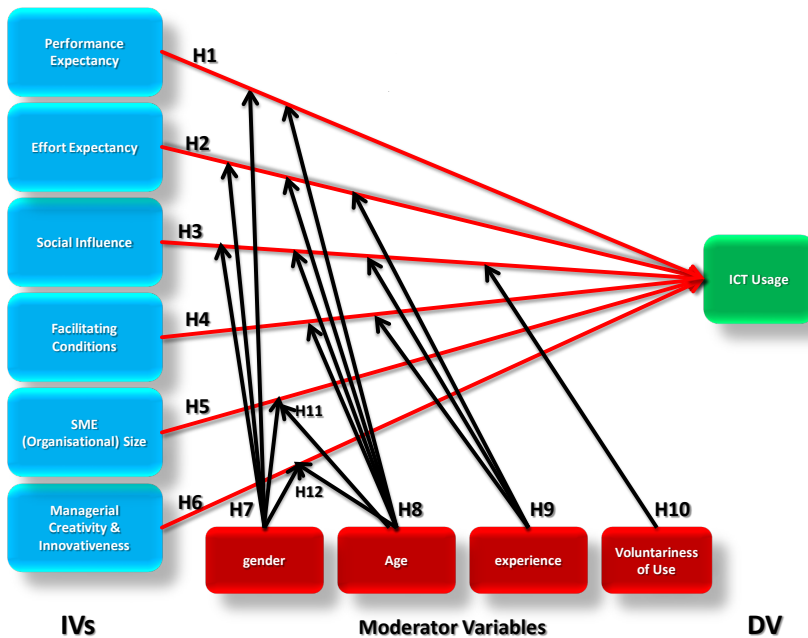 Performance
Expectancy
H1
Effort Expectancy
H2
Social Influence
H3
ICT Usage
Facilitating
Conditions
H4
SME
(Organisational) Size
H5
H11
Managerial
Creativity &
Innovativeness
H6
H12
H7
H8
H9
H10
gender
Age
experience
Voluntariness
of Use
IVs
Moderator Variables
DV